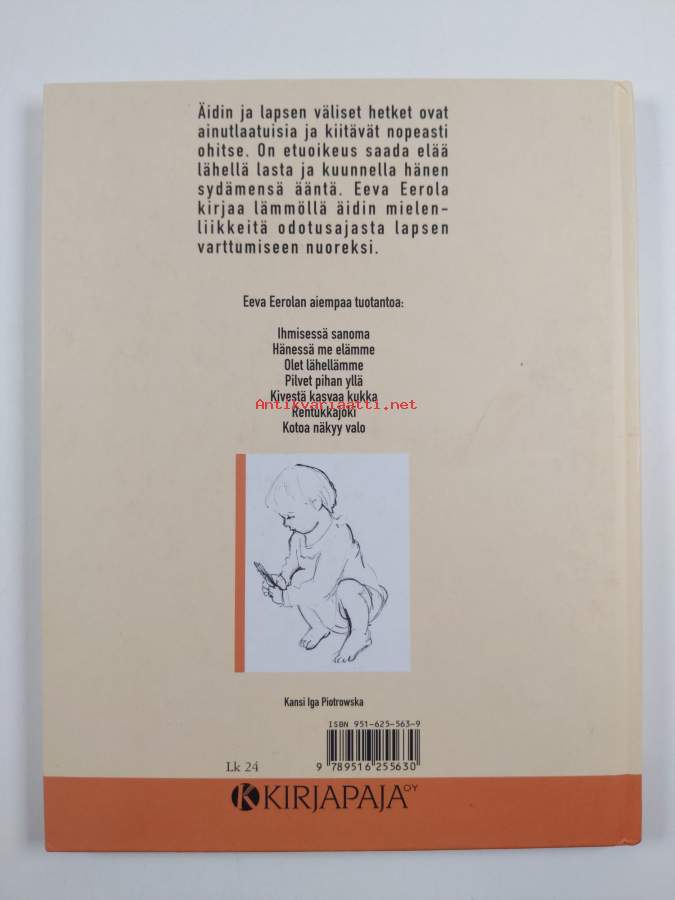 Äidin ja lapsen väliset hetket ovat
ainutlaatuisia ja kiitävät nopeasti
ohitse. On etuoikeus saada elää
lähellä lasta ja kuunnella hänen
sydämensä ääntä. Eeva Eerola
kirjaa lämmöllä äidin mielen-
liikkeitä odotusajasta lapsen
varttumiseen nuoreksi.
Eeva Eerolan aiempaa tuotantoa:
Ihmisessä sanoma
Hänessä me elämme
Olet lähellämme
Pilvet pihan yllä
Kivestä kasvaa kukka
Antikvariaatti.net
Rentukkajoki
Kotoa näkyy valo
Kansi Iga Piotrowska
ISBN 951-625-563-9
Lk 24
9 789516 255630
K KIRJAPAJA OY